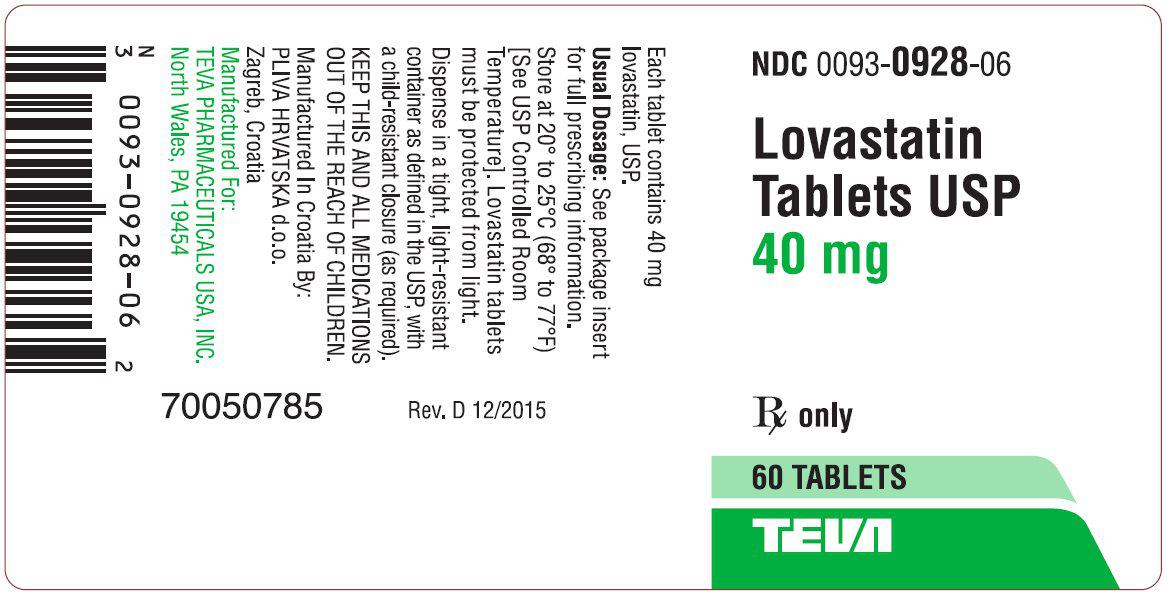 NDC 0093-0928-06
Lovastatin
Tablets USP
40 mg
Rx only
60 TABLETS
TEVA
Each tablet contains 40 mg
lovastatin, USP.
Usual Dosage: See package insert
for full prescribing information.
Store at 20° to 25°C (68° to 77°F)
[See USP Controlled Room
Temperature]. Lovastatin tablets
must be protected from light.
Dispense in a tight, light-resistant
container as defined in the USP, with
a child-resistant closure (as required).
KEEP THIS AND ALL MEDICATIONS
OUT OF THE REACH OF CHILDREN.
Manufactured In Croatia By:
PLIVA HRVATSKA d.o.o.
Zagreb, Croatia
Manufactured For:
TEVA PHARMACEUTICALS USA, INC.
North Wales, PA 19454
N
3 0093-0928-06 2
70050785
Rev. D 12/2015